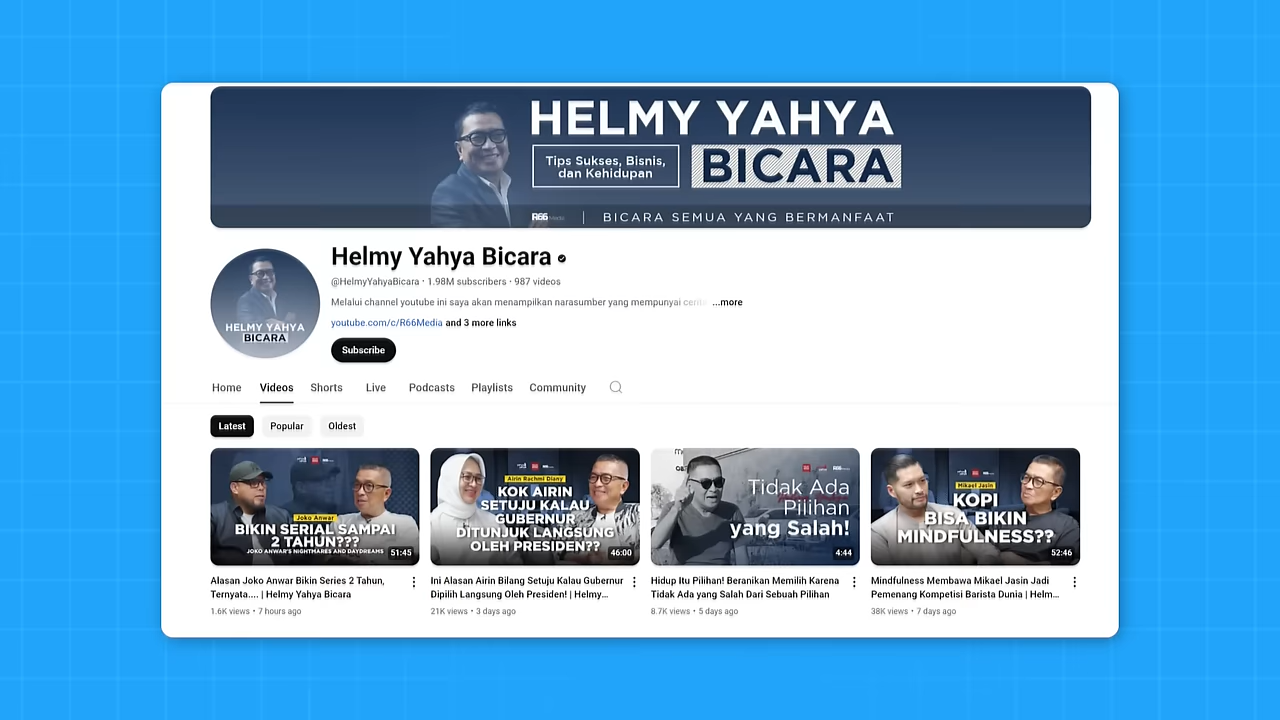 HELMY YAHYA
Tips Sukses, Bisnis,
dan Kehidupan
BICARA
R66 Media
BICARA SEMUA YANG BERMANFAAT
HELMY YAHYA
BICARA
Helmy Yahya Bicara
@HelmyYahyaBicara · 1.98M subscribers · 987 videos
Melalui channel youtube ini saya akan menampilkan narasumber yang mempunyai cerita ...more
youtube.com/c/R66Media and 3 more links
Subscribe
Home Videos Shorts Live Podcasts Playlists Community
Latest Popular Oldest
Joko Anwar
BIKIN SERIAL SAMPAI
2 TAHUN???
JOKO ANWAR'S NIGHTMARES AND DAYDREAMS
51:45
Alasan Joko Anwar Bikin Series 2 Tahun,
Ternyata.... | Helmy Yahya Bicara
1.6K views · 7 hours ago
Airin Rachmi Diany
KOK AIRIN
SETUJU KALAU
GUBERNUR
DITUNJUK LANGSUNG
OLEH PRESIDEN??
46:00
Ini Alasan Airin Bilang Setuju Kalau Gubernur
Dipilih Langsung Oleh Presiden! | Helmy...
21K views · 3 days ago
Tidak Ada
Pilihan
yang Salah!
4:44
Hidup Itu Pilihan! Beranikan Memilih Karena
Tidak Ada yang Salah Dari Sebuah Pilihan
8.7K views · 5 days ago
Mikael Jasin
KOPI
BISA BIKIN
MINDFULNESS??
52:46
Mindfulness Membawa Mikael Jasin Jadi
Pemenang Kompetisi Barista Dunia | Helm...
38K views · 7 days ago